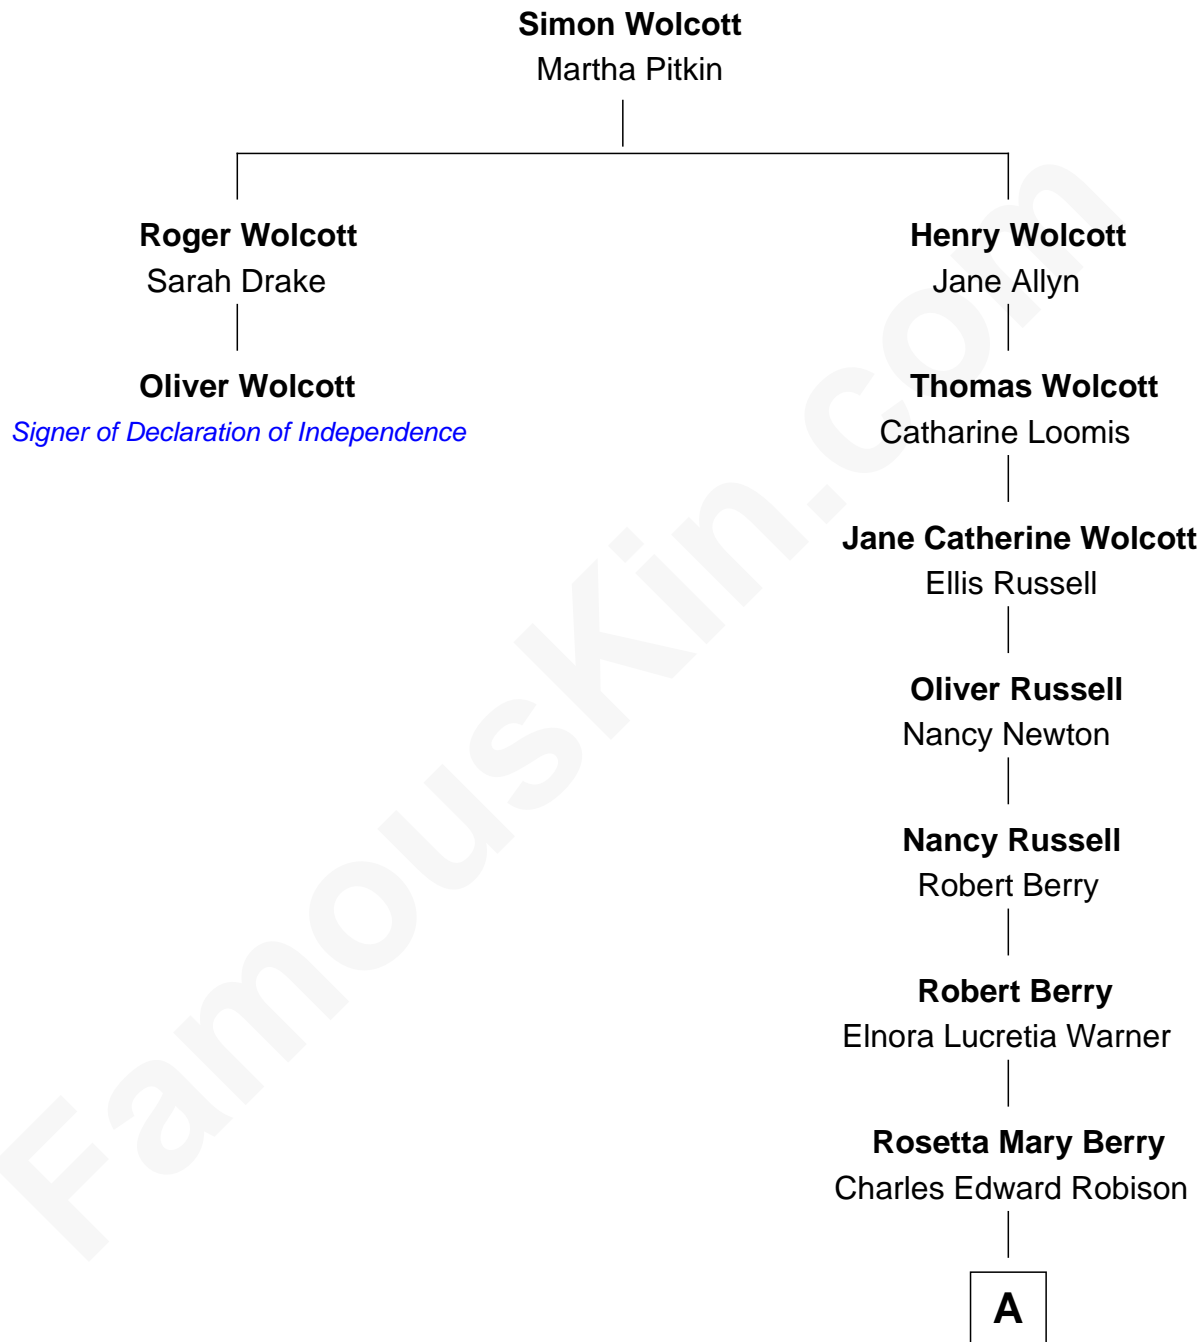 Simon Wolcott
Martha Pitkin
Roger Wolcott
Sarah Drake
Oliver Wolcott
Signer of Declaration of Independence
Henry Wolcott
Jane Allyn
Thomas Wolcott
Catharine Loomis
Jane Catherine Wolcott
Ellis Russell
Oliver Russell
Nancy Newton
Nancy Russell
Robert Berry
Robert Berry
Elnora Lucretia Warner
Rosetta Mary Berry
Charles Edward Robison
A
FamousKin.com